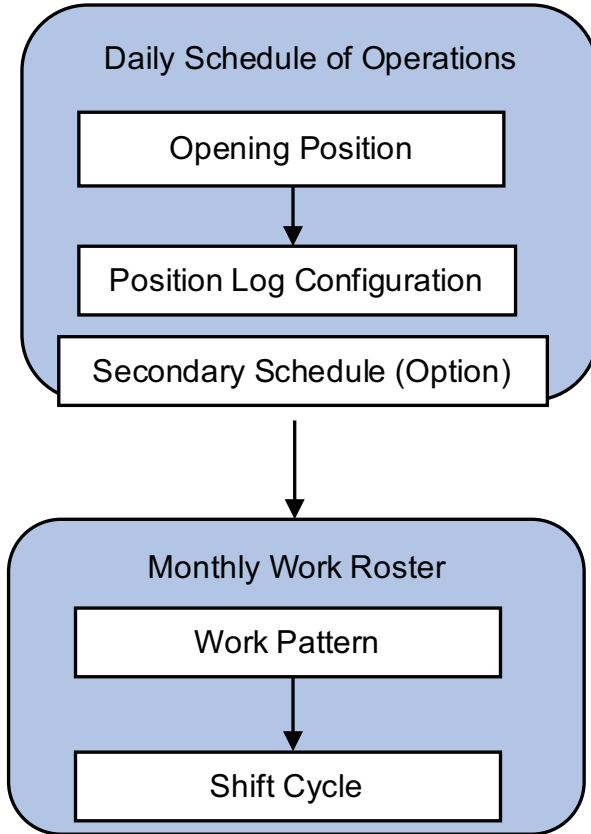 Daily Schedule of Operations
Opening Position
Position Log Configuration
Secondary Schedule (Option)
Monthly Work Roster
Work Pattern
Shift Cycle